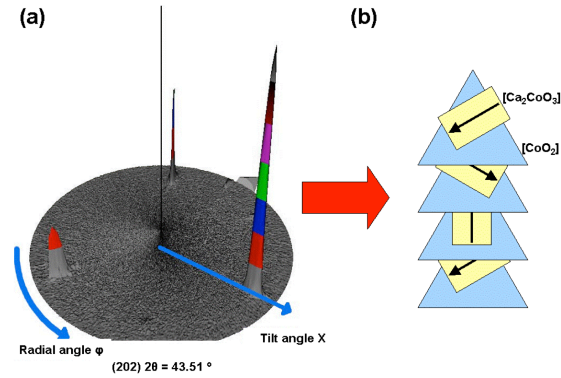 (a)
(b)
[Ca₂CoO₃]
[CoO₂]
Tilt angle X
Radial angle φ
(202) 2θ = 43.51 º